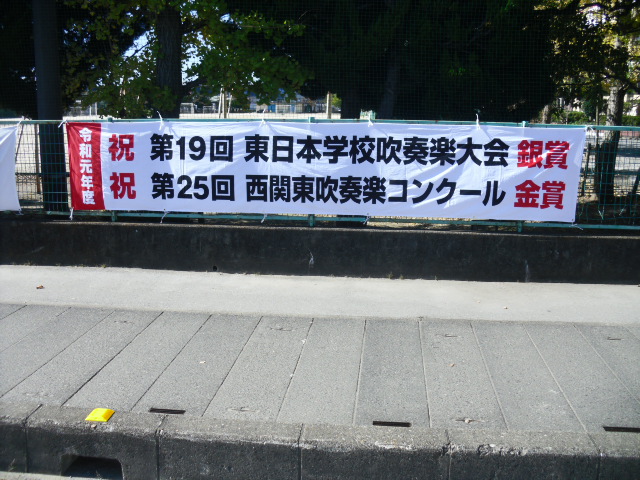 令和元年度
祝 第19回 東日本学校吹奏楽大会 銀賞
祝 第25回 西関東吹奏楽コンクール 金賞